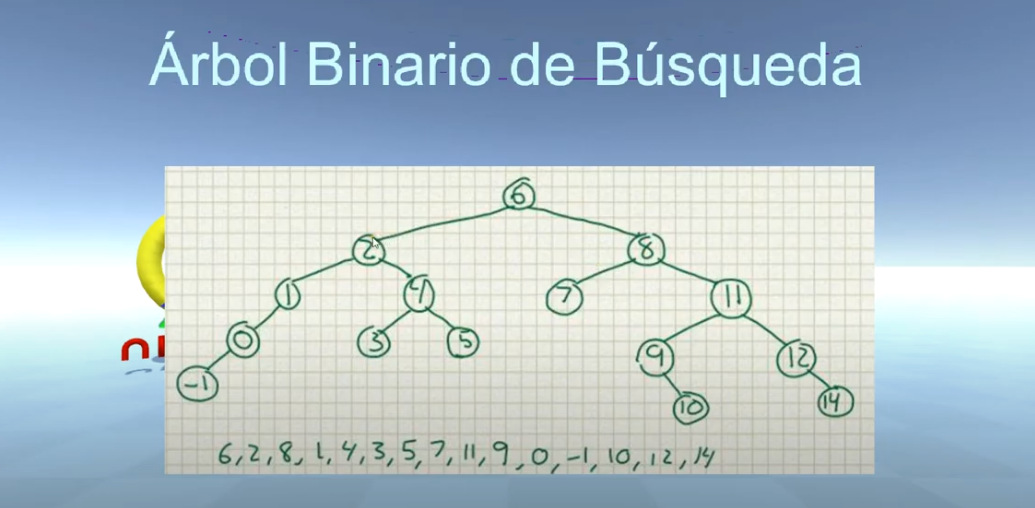 Árbol Binario de Búsqueda
6
2 8
1 4 7 11
0 3 5 9 12
-1 10 14
6, 2, 8, 1, 4, 3, 5, 7, 11, 9, 0, -1, 10, 12, 14